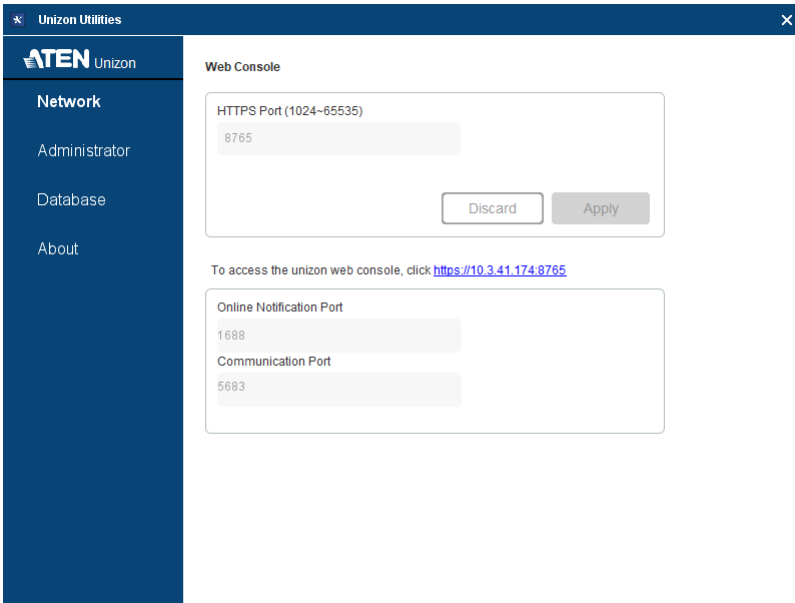 Unizon Utilities
ATEN Unizon
Network
Administrator
Database
About
Web Console
HTTPS Port (1024~65535)
8765
Discard
Apply
To access the unizon web console, click https://10.3.41.174:8765
Online Notification Port
1688
Communication Port
5683